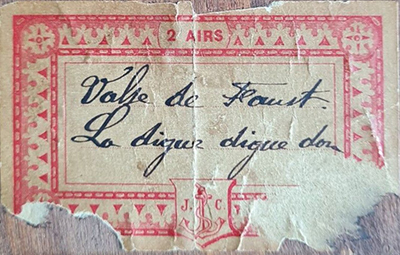 2 AIRS
Valse de Faust.
La digue digue don
J. C